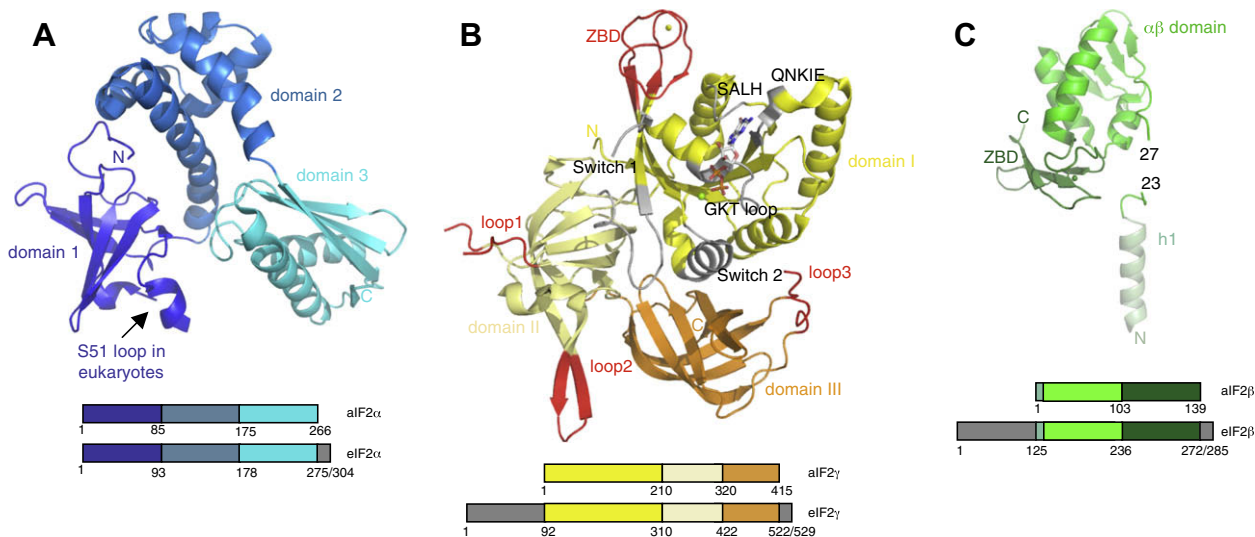 A
domain 2
N
domain 3
domain 1
C
S51 loop in
eukaryotes
aIF2α
1 85 175 266
eIF2α
1 93 178 275/304
B
ZBD
QNKIE
SALH
N
Switch 1
domain I
GKT loop
loop1
C
Switch 2
loop3
domain II
loop2
domain III
aIF2γ
1 210 320 415
eIF2γ
1 92 310 422 522/529
C
αβ domain
C
ZBD
27
23
h1
N
aIF2β
1 103 139
eIF2β
1 125 236 272/285